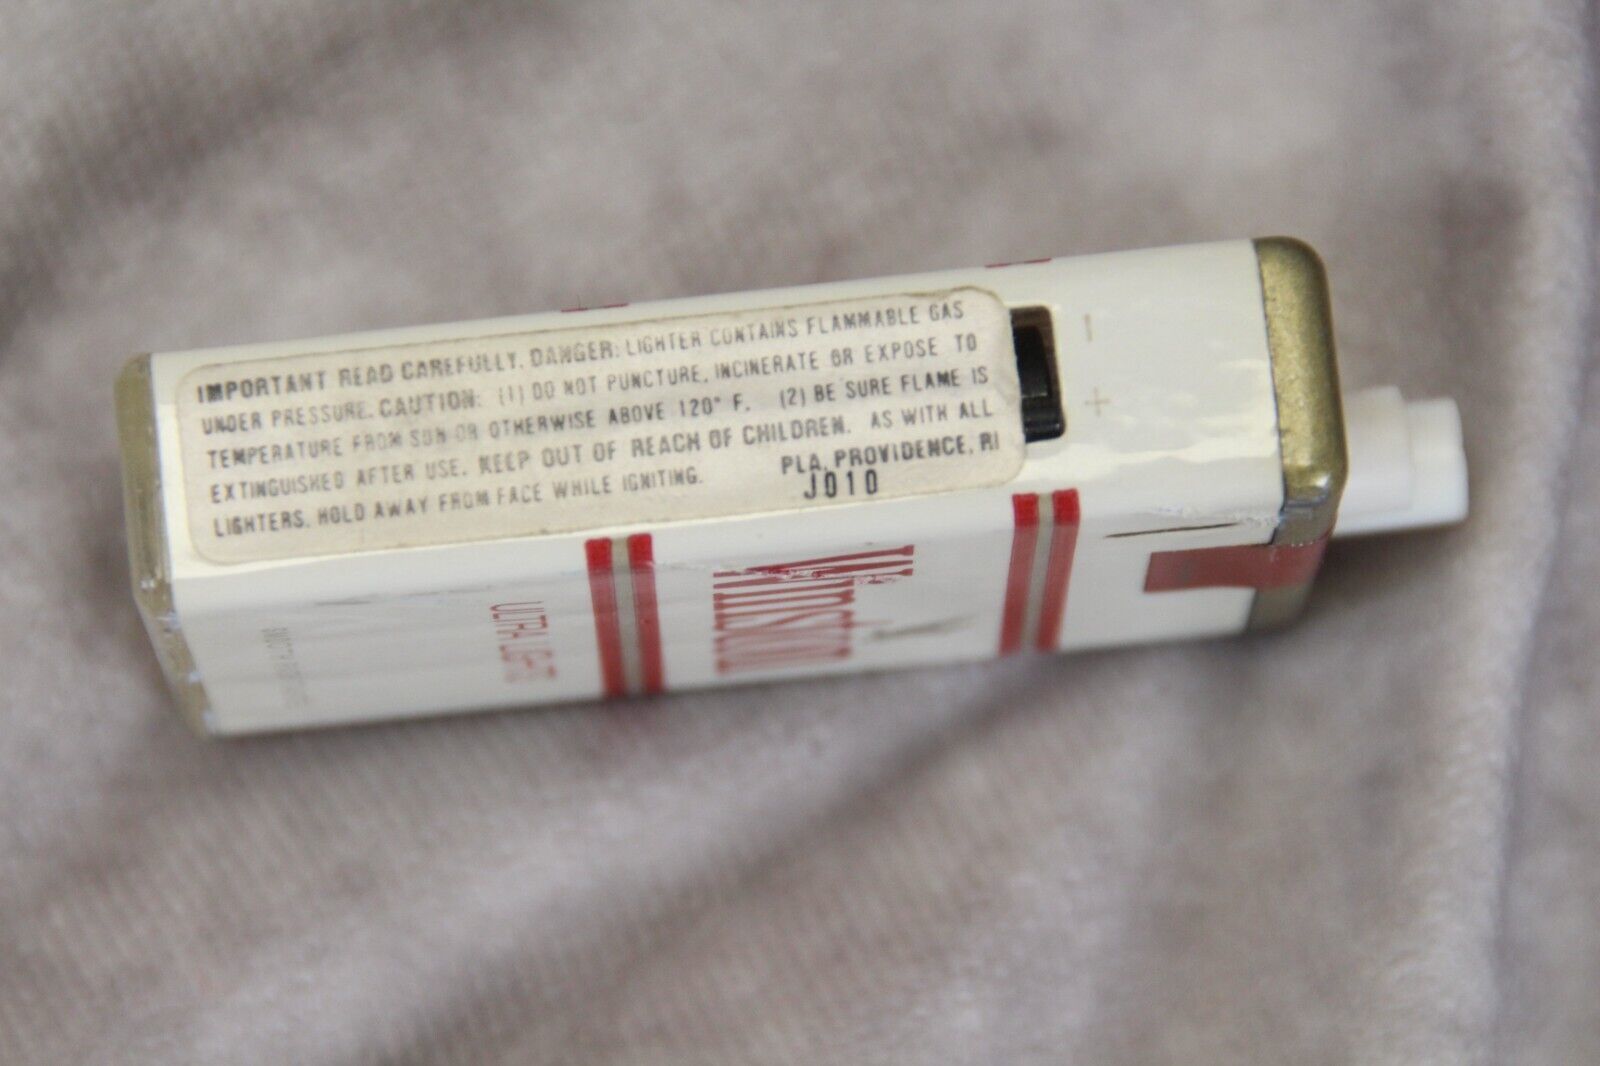 IMPORTANT READ CAREFULLY. DANGER: LIGHTER CONTAINS FLAMMABLE GAS
UNDER PRESSURE. CAUTION: (1) DO NOT PUNCTURE, INCINERATE OR EXPOSE TO
TEMPERATURE FROM SUN OR OTHERWISE ABOVE 120° F. (2) BE SURE FLAME IS
EXTINGUISHED AFTER USE. KEEP OUT OF REACH OF CHILDREN. AS WITH ALL
LIGHTERS, HOLD AWAY FROM FACE WHILE IGNITING. PLA, PROVIDENCE, RI
J010
- +
Winston
ULTRA LIGHTS